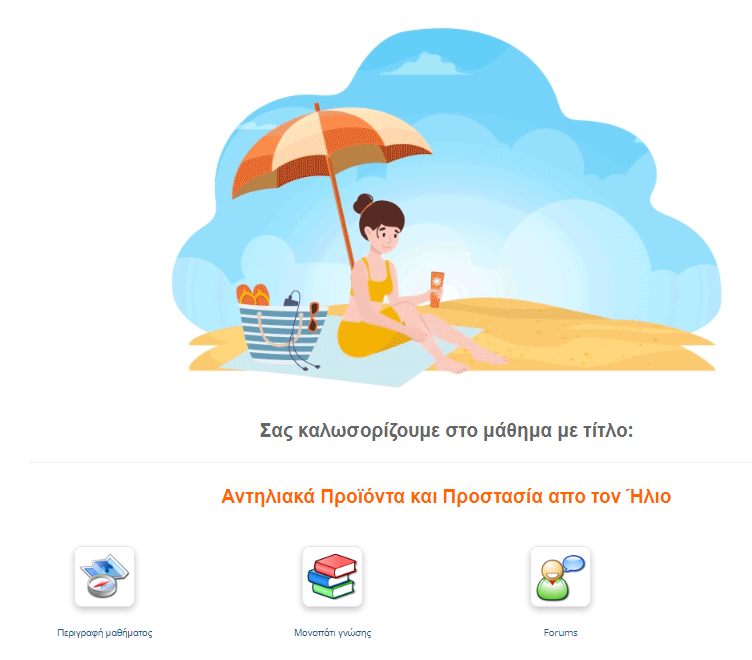 Σας καλωσορίζουμε στο μάθημα με τίτλο:
Αντηλιακά Προϊόντα και Προστασία απο τον Ήλιο
Περιγραφή μαθήματος
Μονοπάτι γνώσης
Forums